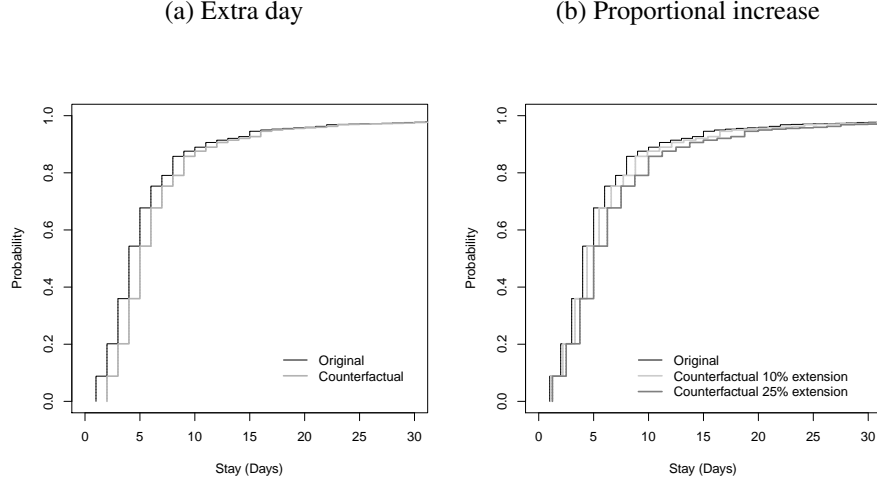 (a) Extra day
(b) Proportional increase
1.0
0.8
0.6
0.4
0.2
0.0
Probability
Original
Counterfactual
0 5 10 15 20 25 30
Stay (Days)
1.0
0.8
0.6
0.4
0.2
0.0
Probability
Original
Counterfactual 10% extension
Counterfactual 25% extension
0 5 10 15 20 25 30
Stay (Days)